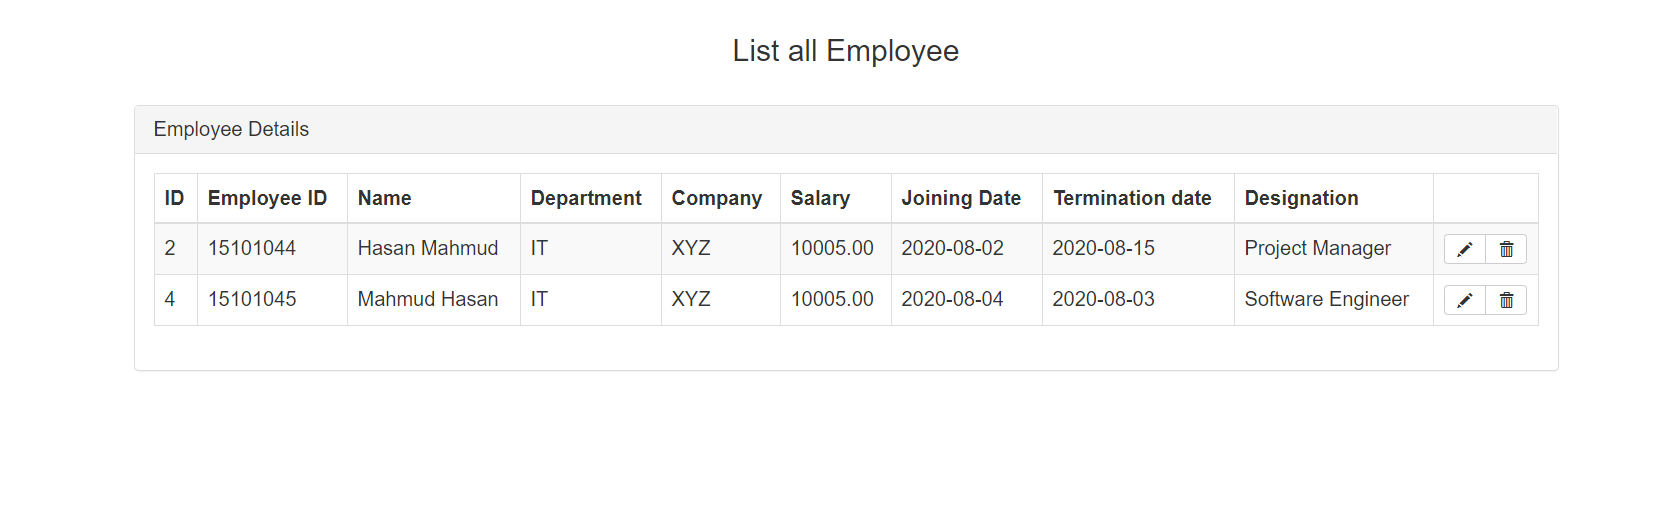 List all Employee
Employee Details
ID Employee ID Name Department Company Salary Joining Date Termination date Designation
2 15101044 Hasan Mahmud IT XYZ 10005.00 2020-08-02 2020-08-15 Project Manager
4 15101045 Mahmud Hasan IT XYZ 10005.00 2020-08-04 2020-08-03 Software Engineer